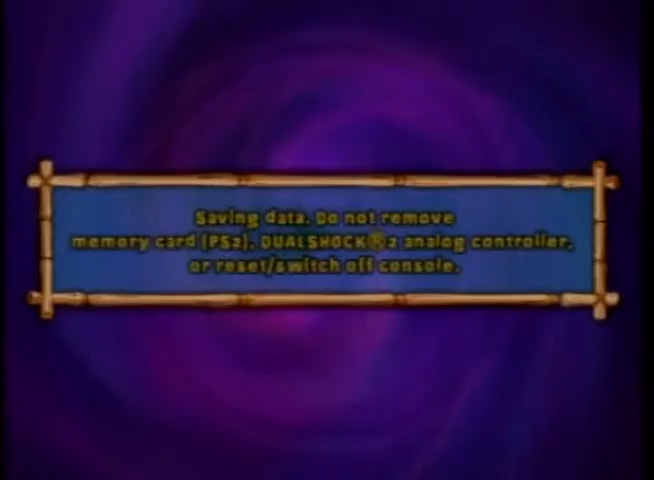 Saving data. Do not remove
memory card (PS2), DUALSHOCK®2 analog controller,
or reset/switch off console.